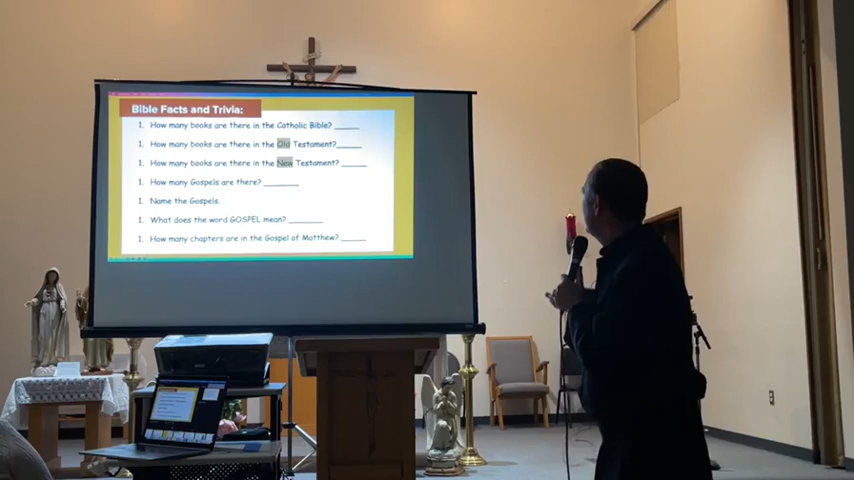 Bible Facts and Trivia:
1. How many books are there in the Catholic Bible? _____
1. How many books are there in the Old Testament?_____
1. How many books are there in the New Testament? _____
1. How many Gospels are there? _______
1. Name the Gospels.
1. What does the word GOSPEL mean? _______
1. How many chapters are in the Gospel of Matthew? _____